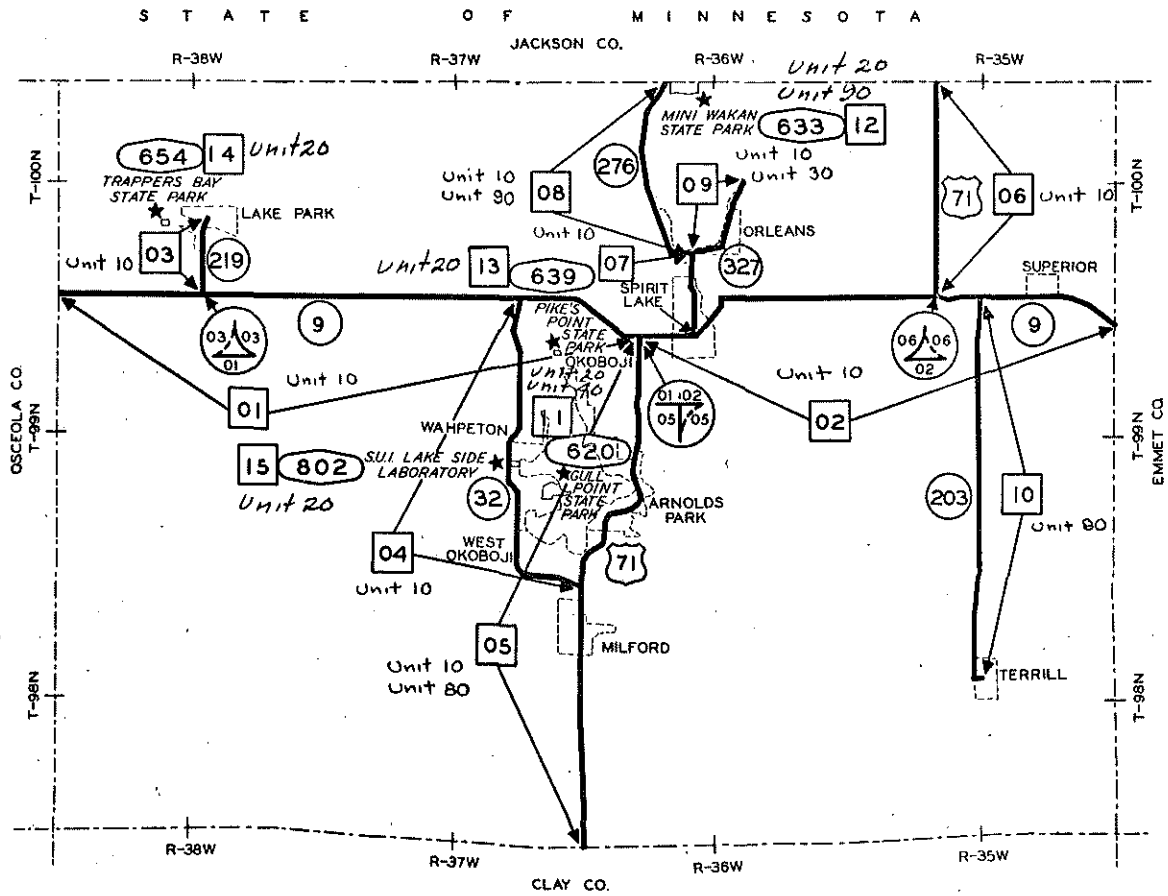 STATE OF MINNESOTA
JACKSON CO.
R-38W R-37W R-36W R-35W
Unit 20
Unit 90
MINI WAKAN
STATE PARK
633 12
654 14 Unit 20
TRAPPERS BAY
STATE PARK
LAKE PARK
T-100N
T-100N
276
Unit 10
Unit 90
08
09
Unit 10
Unit 30
71
06
Unit 10
03
Unit 10
219
Unit 10
ORLEANS
Unit 20
13
639
07
327
SPIRIT
LAKE
SUPERIOR
9
PIKE'S
POINT
STATE
PARK
OKOBOJI
9
03 03
01
06 06
02
Unit 10
01
Unit 20
01 02
05 05
Unit 10
02
OSCEOLA CO.
T-99N
T-99N
EMMET CO.
WAHPETON
620
15 802
Unit 20
S.U.I. LAKE SIDE
LABORATORY
GULL
POINT
STATE
PARK
32
ARNOLDS
PARK
203
10
Unit 80
04
Unit 10
WEST
OKOBOJI
71
05
Unit 10
Unit 80
MILFORD
TERRILL
T-98N
T-98N
R-38W R-37W R-36W R-35W
CLAY CO.